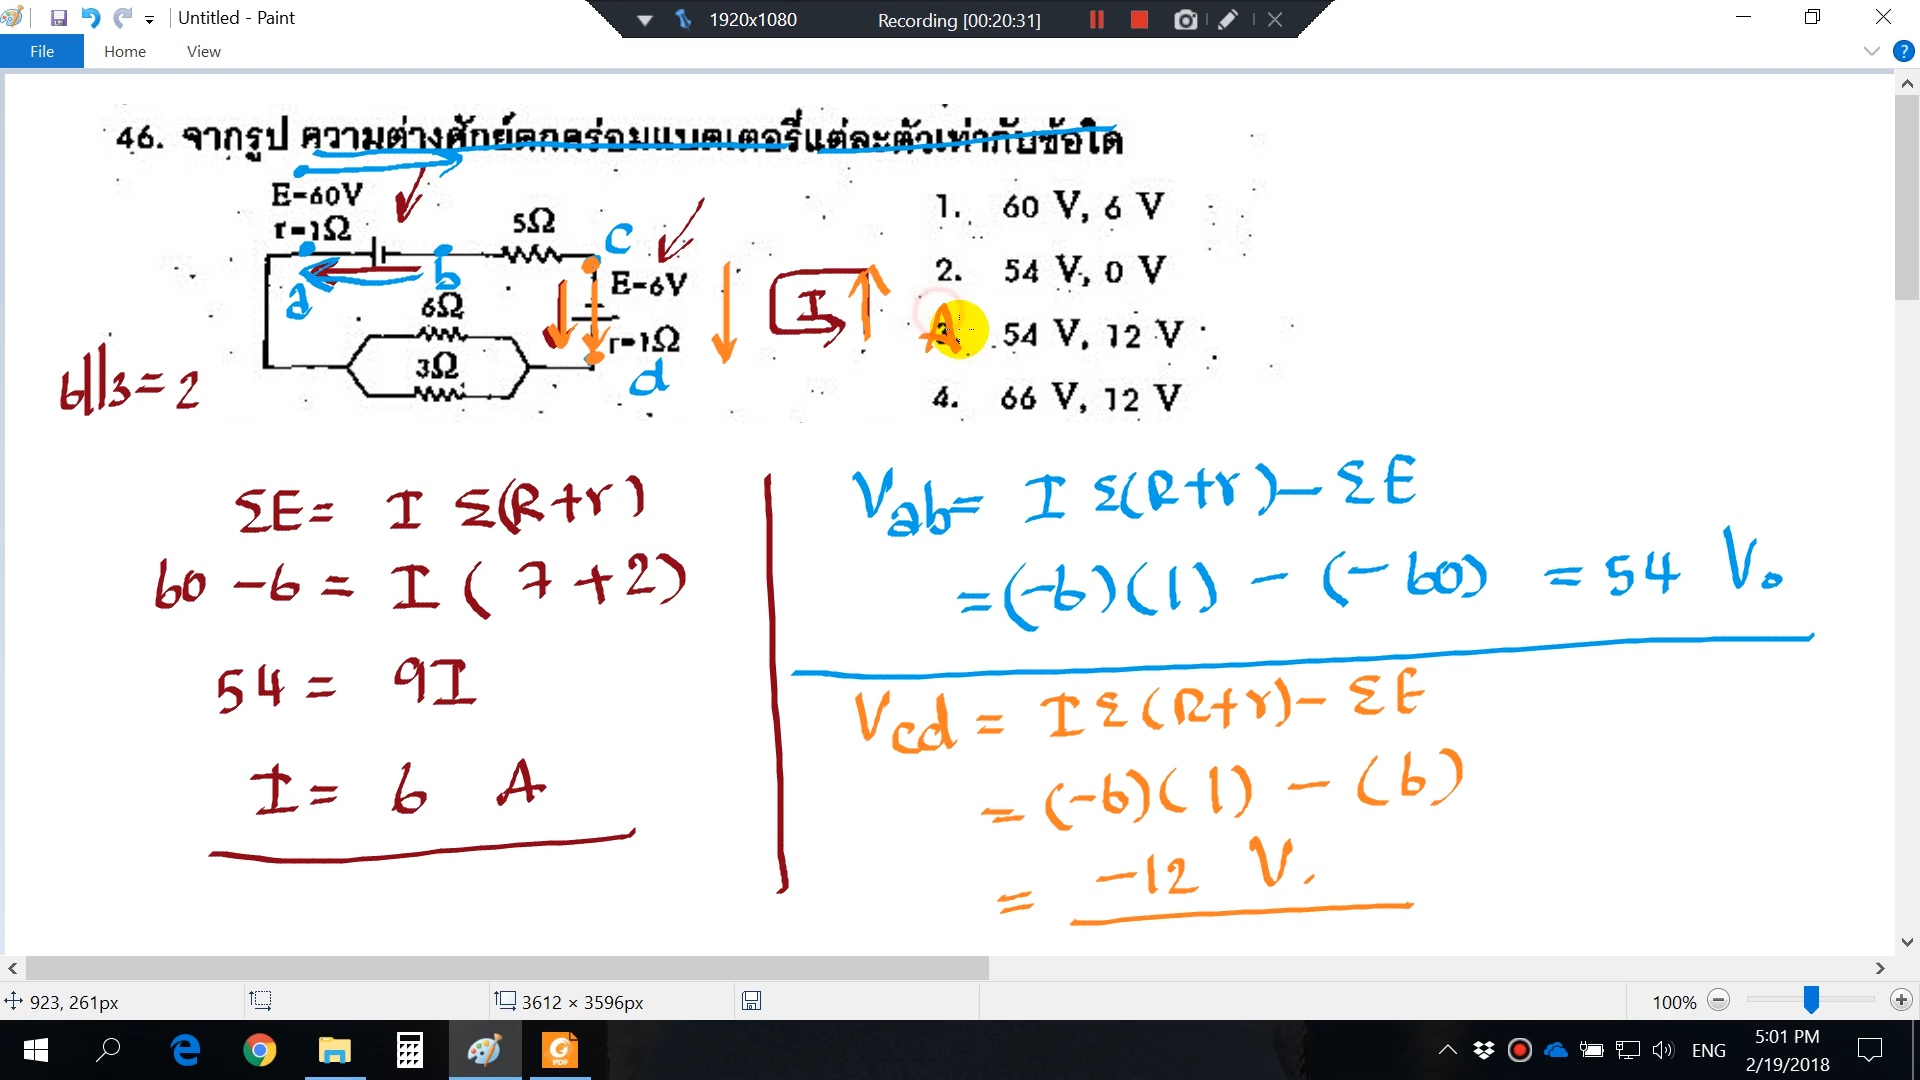 Untitled - Paint
1920x1080
Recording [00:20:31]
File
Home
View
46. จากรูป ความต่างศักย์ตกคร่อมแบตเตอรี่แต่ละตัวเท่ากับข้อใด
E=60V
r=1Ω
5Ω
a
b
c
E=6V
r=1Ω
d
6Ω
3Ω
I
6||3=2
1. 60 V, 6 V
2. 54 V, 0 V
3. 54 V, 12 V
4. 66 V, 12 V
ΣE= I Σ(R+r)
60 -6 = I ( 7+2)
54 = 9I
I= 6 A
Vab= I Σ(R+r)- ΣE
=(-6)(1) - (-60) = 54 V.
Vcd = I Σ(R+r)- ΣE
= (-6)(1) - (6)
= -12 V.
923, 261px
3612 × 3596px
100%
PDF
ENG
5:01 PM
2/19/2018